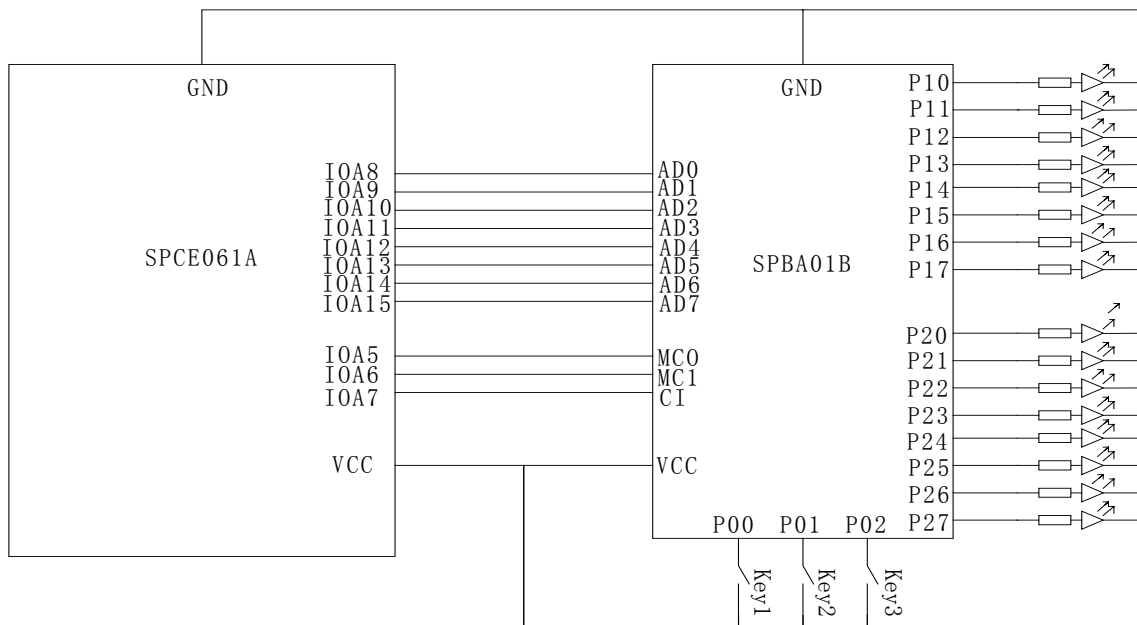 GND
IOA8
IOA9
IOA10
IOA11
IOA12
IOA13
IOA14
IOA15
SPCE061A
IOA5
IOA6
IOA7
VCC
GND
AD0
AD1
AD2
AD3
AD4
AD5
AD6
AD7
SPBA01B
MC0
MC1
CI
VCC
P00 P01 P02
P10
P11
P12
P13
P14
P15
P16
P17
P20
P21
P22
P23
P24
P25
P26
P27
Key1
Key2
Key3